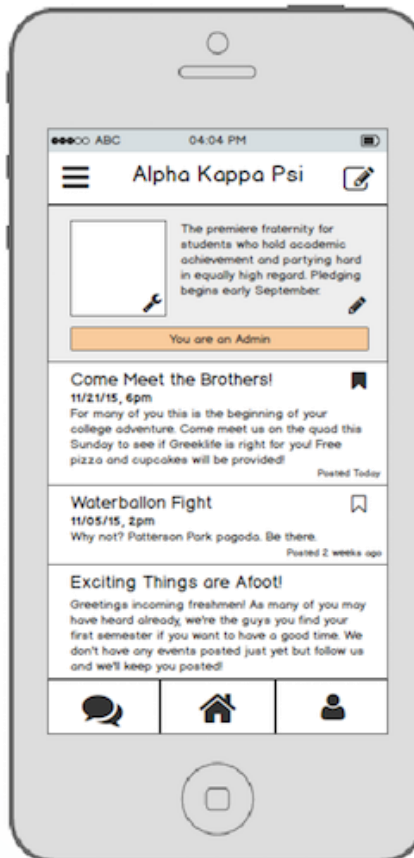 ABC 04:04 PM
Alpha Kappa Psi
The premiere fraternity for
students who hold academic
achievement and partying hard
in equally high regard. Pledging
begins early September.
You are an Admin
Come Meet the Brothers!
11/21/15, 6pm
For many of you this is the beginning of your
college adventure. Come meet us on the quad this
Sunday to see if Greeklife is right for you! Free
pizza and cupcakes will be provided!
Posted Today
Waterballon Fight
11/05/15, 2pm
Why not? Patterson Park pagoda. Be there.
Posted 2 weeks ago
Exciting Things are Afoot!
Greetings incoming freshmen! As many of you may
have heard already, we're the guys you find your
first semester if you want to have a good time. We
don't have any events posted just yet but follow us
and we'll keep you posted!